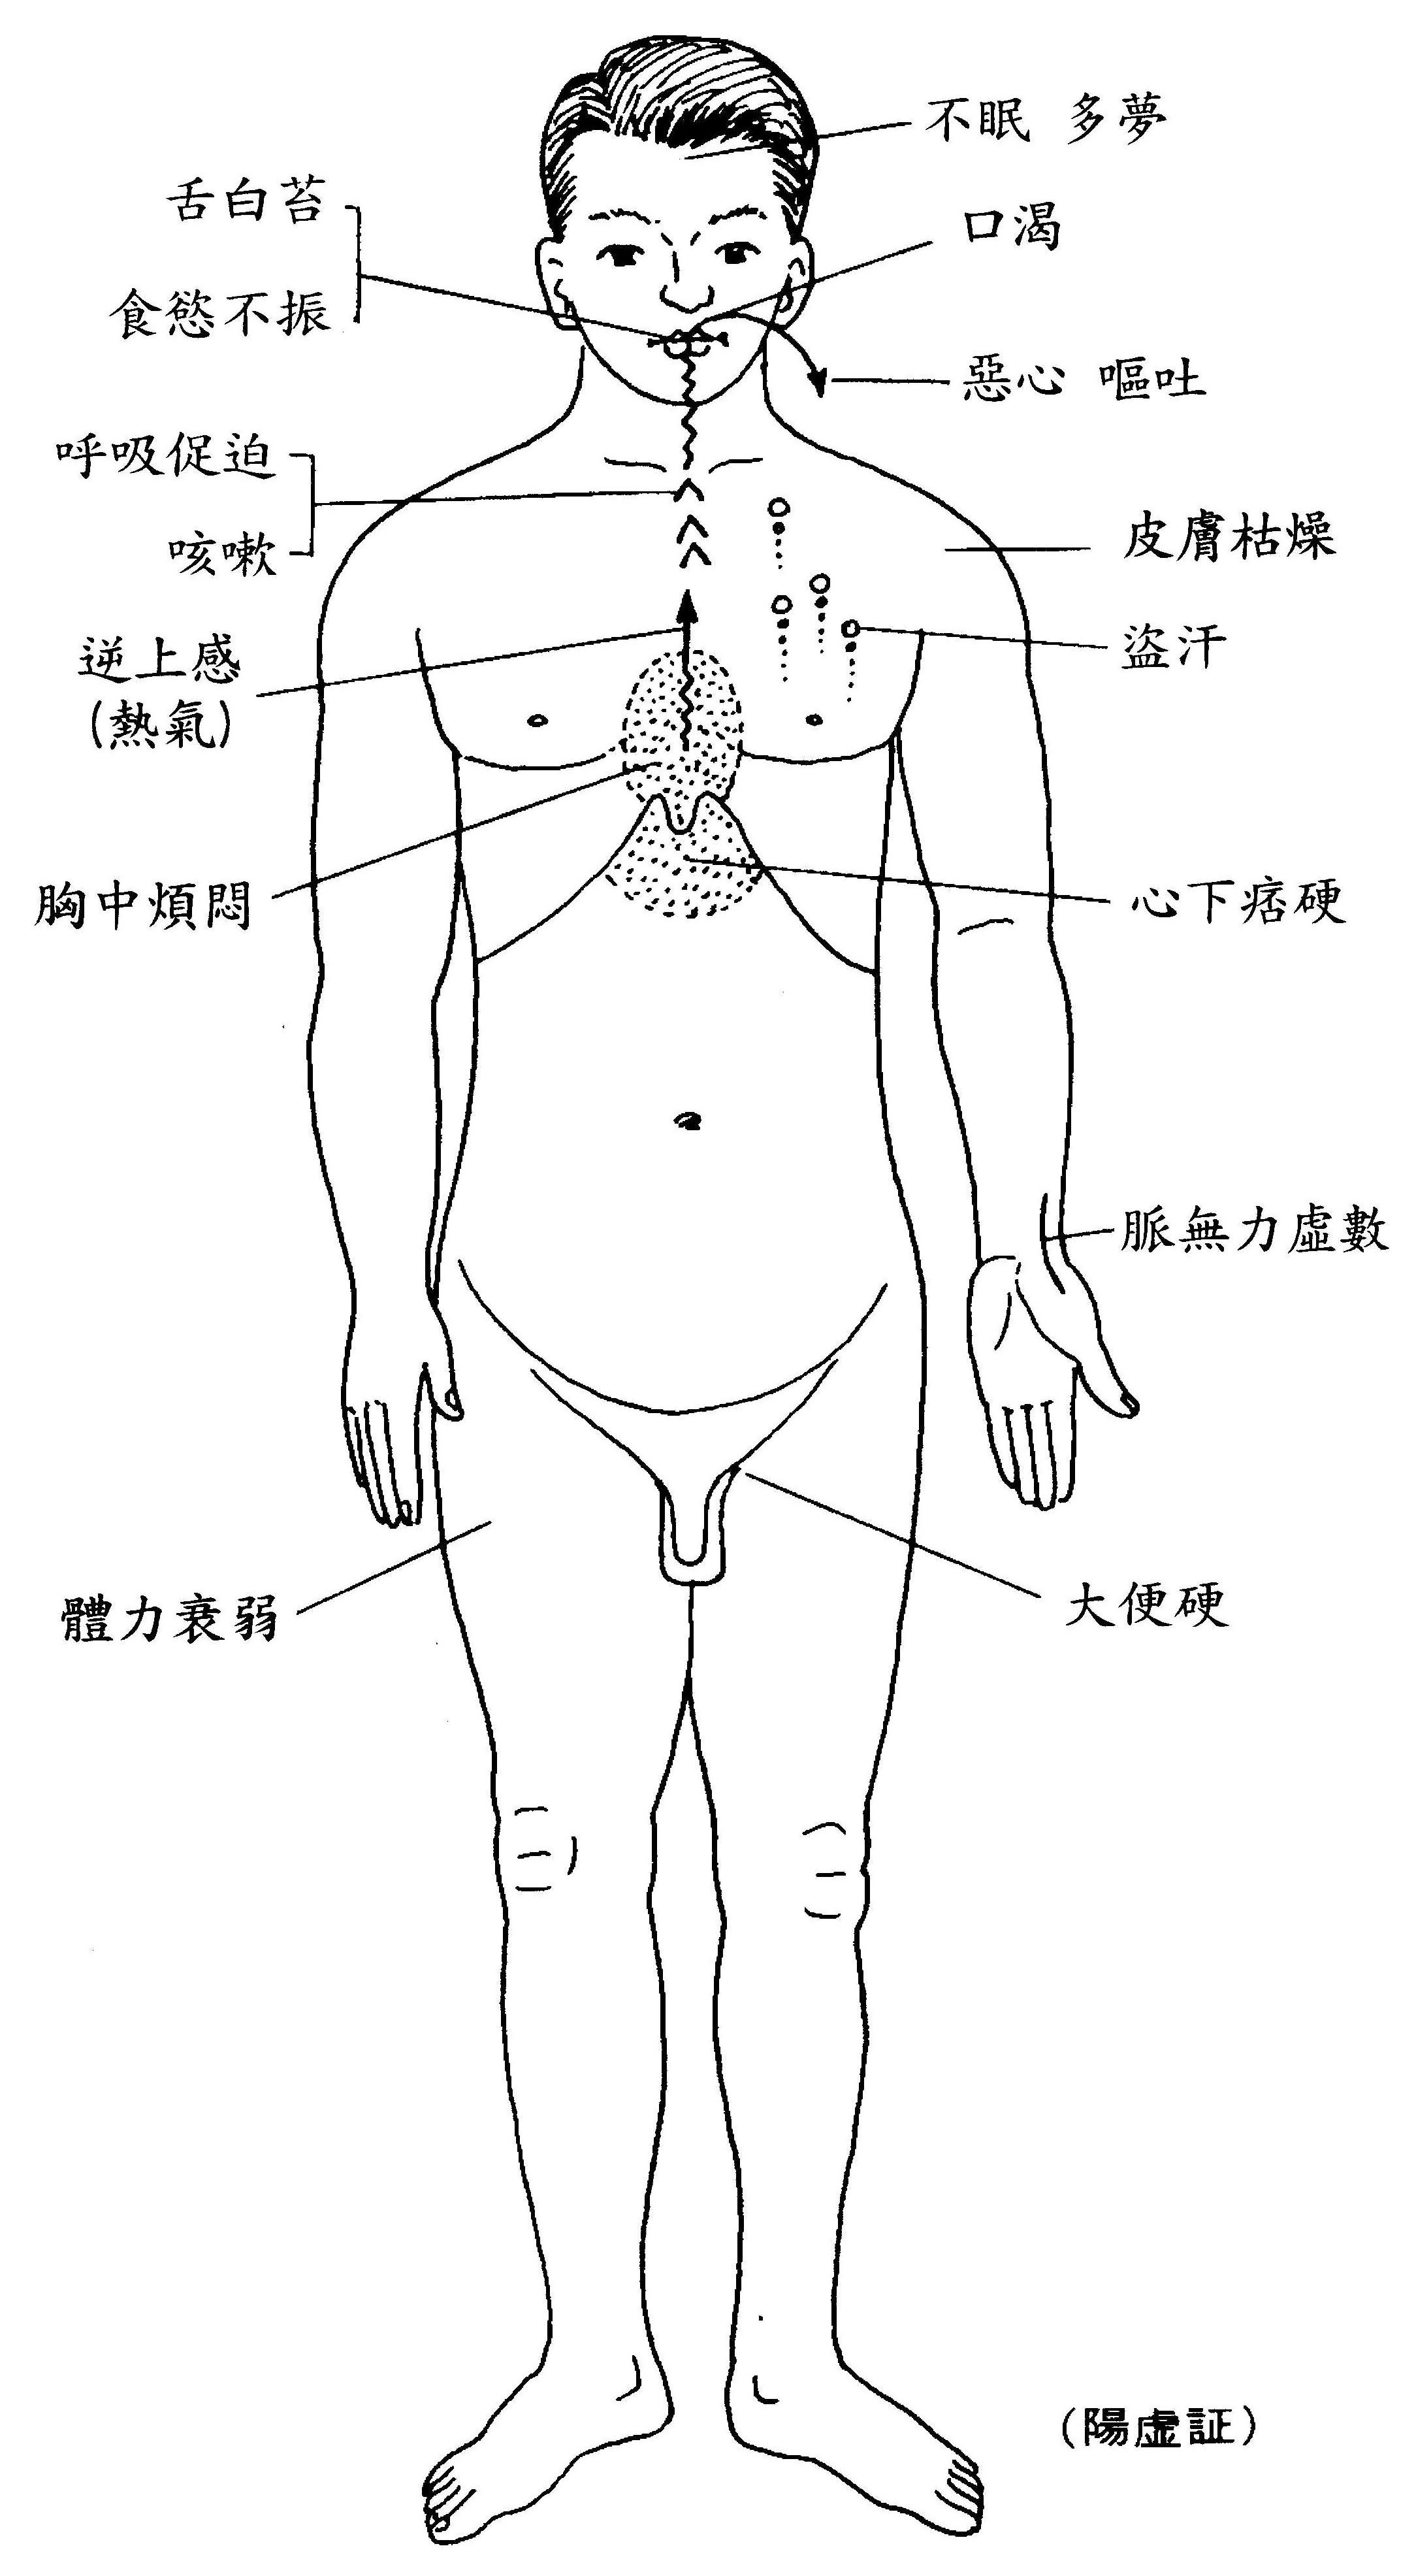 不眠 多夢
舌白苔
口渴
食慾不振
惡心 嘔吐
呼吸促迫
皮膚枯燥
咳嗽
盜汗
逆上感
(熱氣)
胸中煩悶
心下痞硬
脈無力虛數
體力衰弱
大便硬
(陽虛証)